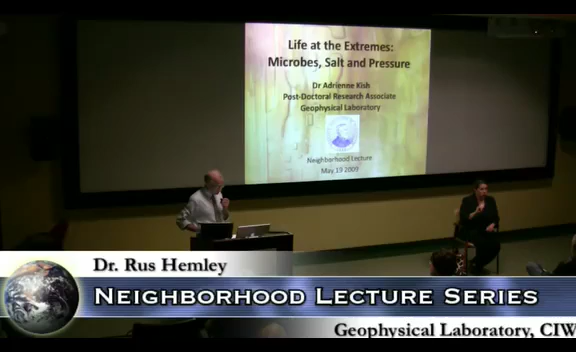 Life at the Extremes:
Microbes, Salt and Pressure
Dr Adrienne Kish
Post-Doctoral Research Associate
Geophysical Laboratory
Neighborhood Lecture
May 19 2009
Dr. Rus Hemley
NEIGHBORHOOD LECTURE SERIES
Geophysical Laboratory, CIW